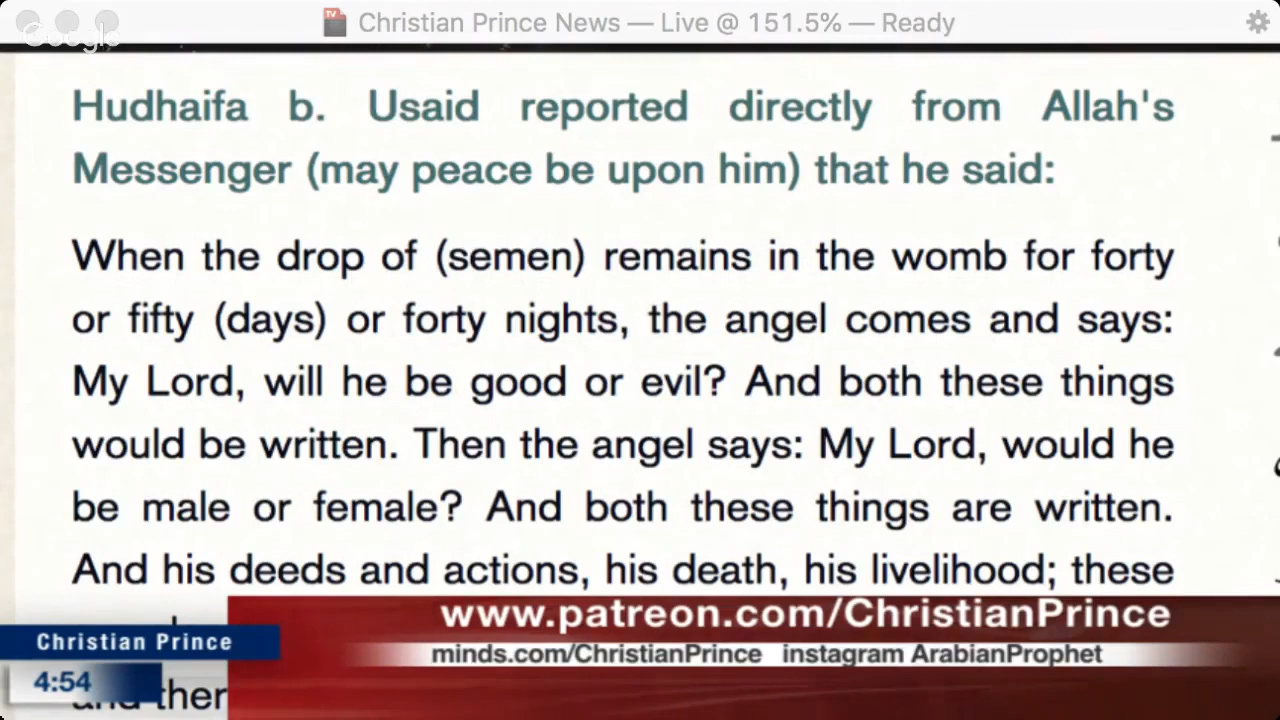 Christian Prince News — Live @ 151.5% — Ready
Google
Hudhaifa b. Usaid reported directly from Allah's
Messenger (may peace be upon him) that he said:
When the drop of (semen) remains in the womb for forty
or fifty (days) or forty nights, the angel comes and says:
My Lord, will he be good or evil? And both these things
would be written. Then the angel says: My Lord, would he
be male or female? And both these things are written.
And his deeds and actions, his death, his livelihood; these
www.patreon.com/ChristianPrince
Christian Prince
minds.com/ChristianPrince instagram ArabianProphet
4:54
and ther